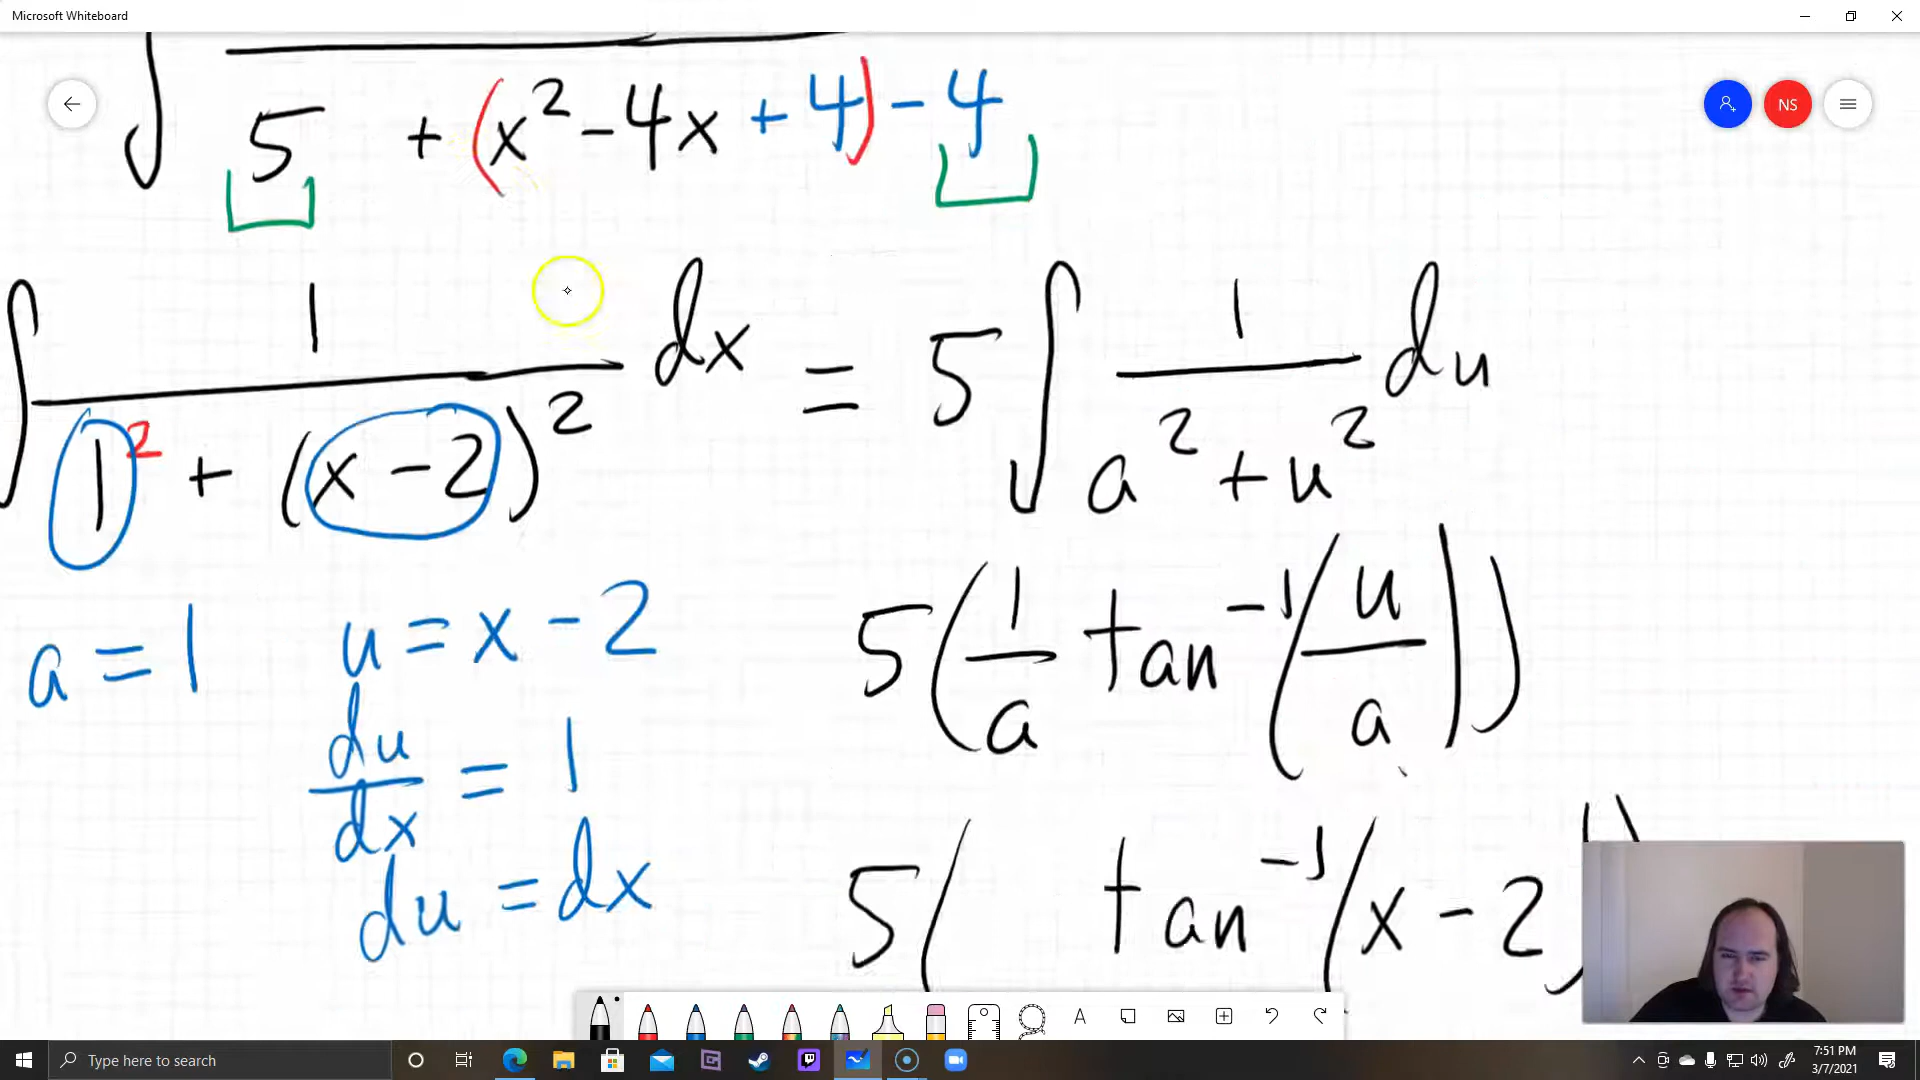 Microsoft Whiteboard
NS
∫ 5 + (x² - 4x + 4) - 4
∫ 1 / (1² + (x - 2)²) dx = 5 ∫ 1 / (a² + u²) du
a = 1
u = x - 2
du/dx = 1
du = dx
5(1/a tan⁻¹(u/a))
5( tan⁻¹(x - 2))
A
Type here to search
7:51 PM
3/7/2021